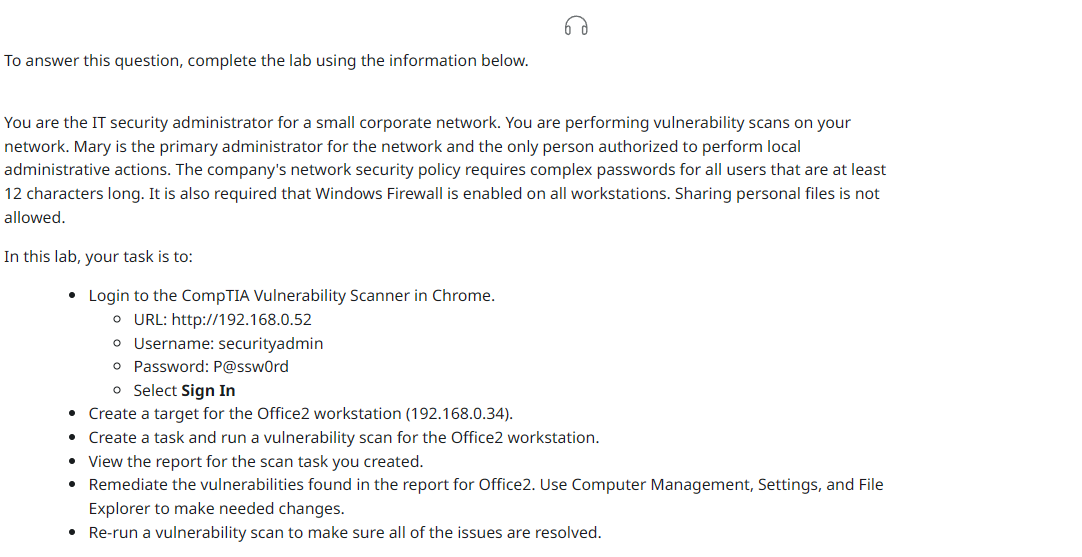 To answer this question, complete the lab using the information below.
You are the IT security administrator for a small corporate network. You are performing vulnerability scans on your
network. Mary is the primary administrator for the network and the only person authorized to perform local
administrative actions. The company's network security policy requires complex passwords for all users that are at least
12 characters long. It is also required that Windows Firewall is enabled on all workstations. Sharing personal files is not
allowed.
In this lab, your task is to:
• Login to the CompTIA Vulnerability Scanner in Chrome.
◦ URL: http://192.168.0.52
◦ Username: securityadmin
◦ Password: P@ssw0rd
◦ Select Sign In
• Create a target for the Office2 workstation (192.168.0.34).
• Create a task and run a vulnerability scan for the Office2 workstation.
• View the report for the scan task you created.
• Remediate the vulnerabilities found in the report for Office2. Use Computer Management, Settings, and File
Explorer to make needed changes.
• Re-run a vulnerability scan to make sure all of the issues are resolved.